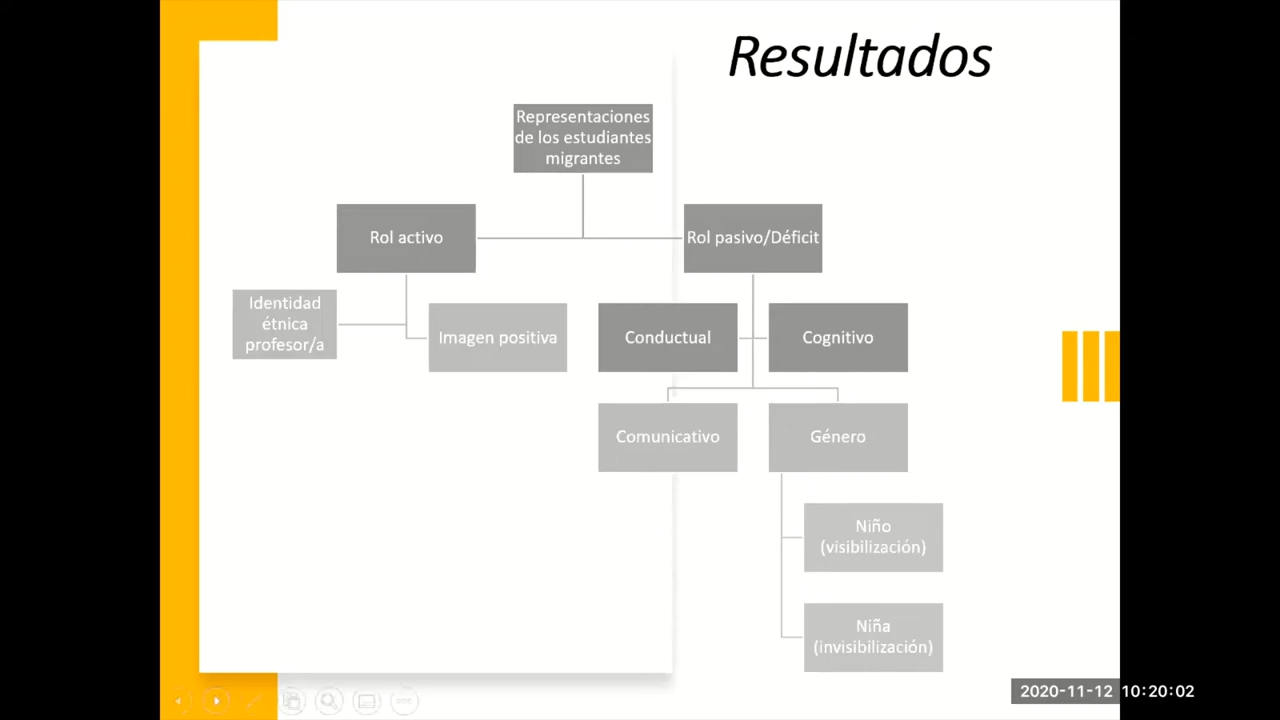 Resultados
Representaciones
de los estudiantes
migrantes
Rol activo
Rol pasivo/Déficit
Identidad
étnica
profesor/a
Imagen positiva
Conductual
Cognitivo
Comunicativo
Género
Niño
(visibilización)
Niña
(invisibilización)
2020-11-12 10:20:02